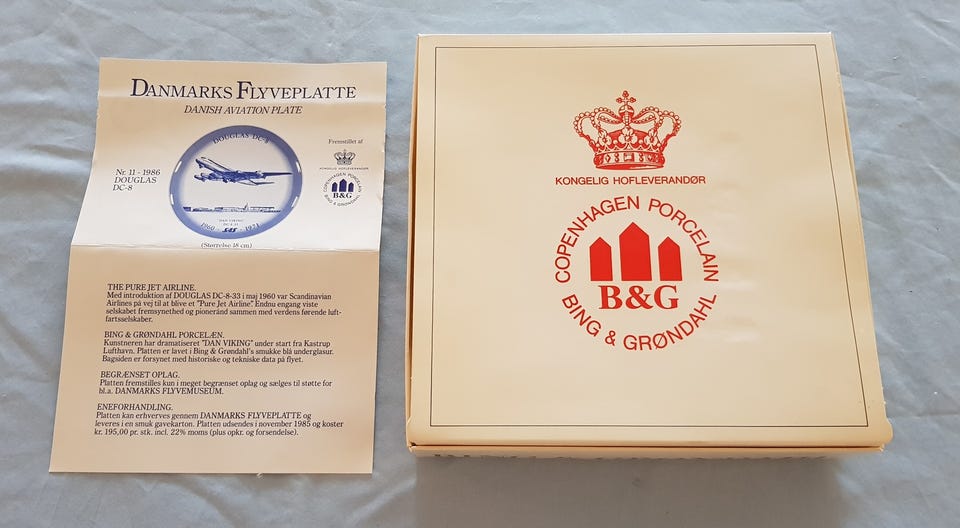 DANMARKS FLYVEPLATTE
DANISH AVIATION PLATE
DOUGLAS DC-8
Nr. 11 - 1986
DOUGLAS
DC-8
DAN VIKING
1960 - SAS - 1971
(Størrelse 18 cm)
Fremstillet af
KONGELIG HOFLEVERANDØR
COPENHAGEN PORCELAIN
B&G
BING & GRØNDAHL
THE PURE JET AIRLINE.
Med introduktion af DOUGLAS DC-8-33 i maj 1960 var Scandinavian
Airlines på vej til at blive et "Pure Jet Airline". Endnu engang viste
selskabet fremsynethed og pionerånd sammen med verdens førende luft-
fartsselskaber.
BING & GRØNDAHL PORCELÆN.
Kunstneren har dramatiseret "DAN VIKING" under start fra Kastrup
Lufthavn. Platten er lavet i Bing & Grøndahl's smukke blå underglasur.
Bagsiden er forsynet med historiske og tekniske data på flyet.
BEGRÆNSET OPLAG.
Platten fremstilles kun i meget begrænset oplag og sælges til støtte for
bl.a. DANMARKS FLYVEMUSEUM.
ENEFORHANDLING.
Platten kan erhverves gennem DANMARKS FLYVEPLATTE og
leveres i en smuk gavekarton. Platten udsendes i november 1985 og koster
kr. 195,00 pr. stk. incl. 22% moms (plus opkr. og forsendelse).
KONGELIG HOFLEVERANDØR
COPENHAGEN PORCELAIN
B&G
BING & GRØNDAHL